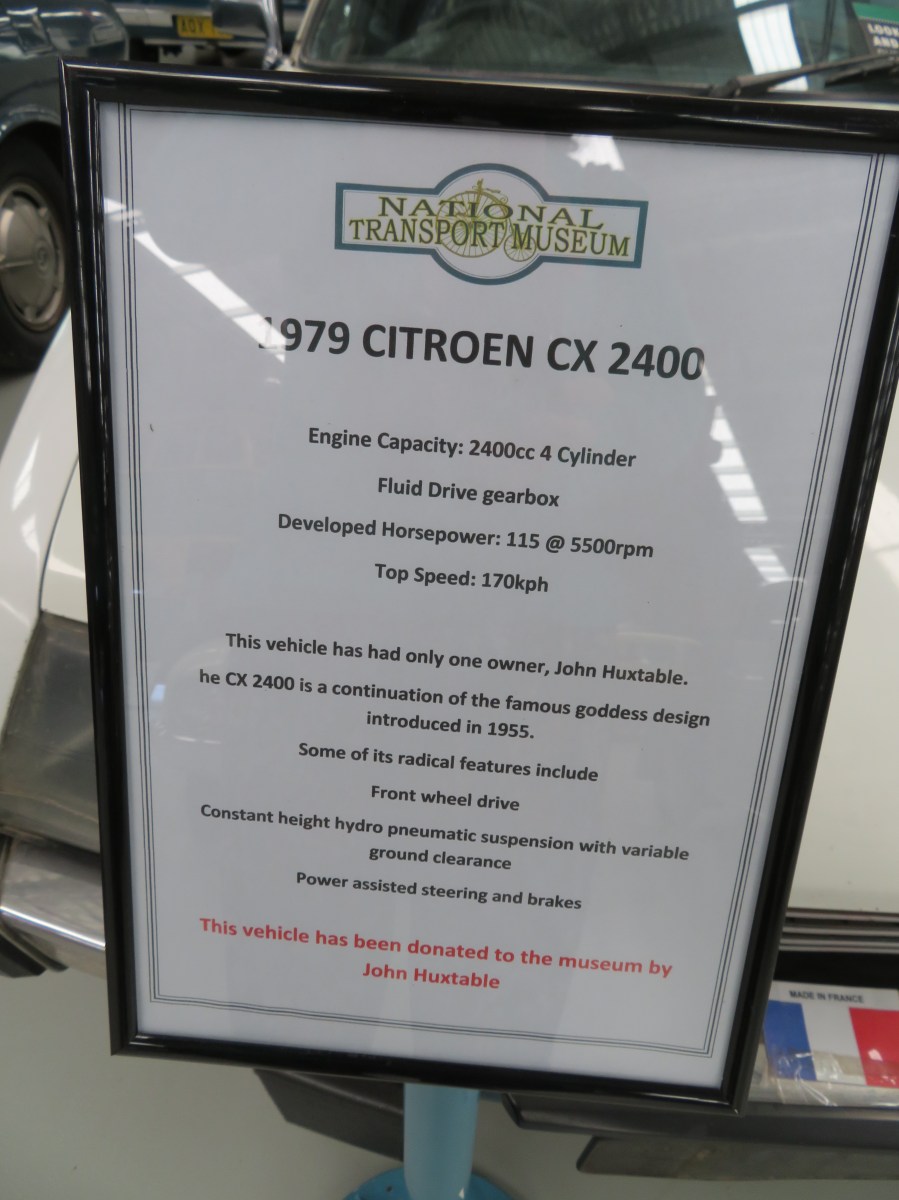 ADY
LOOK
AND
NATIONAL
TRANSPORT MUSEUM
1979 CITROEN CX 2400
Engine Capacity: 2400cc 4 Cylinder
Fluid Drive gearbox
Developed Horsepower: 115 @ 5500rpm
Top Speed: 170kph
This vehicle has had only one owner, John Huxtable.
he CX 2400 is a continuation of the famous goddess design
introduced in 1955.
Some of its radical features include
Front wheel drive
Constant height hydro pneumatic suspension with variable
ground clearance
Power assisted steering and brakes
This vehicle has been donated to the museum by
John Huxtable
MADE IN FRANCE